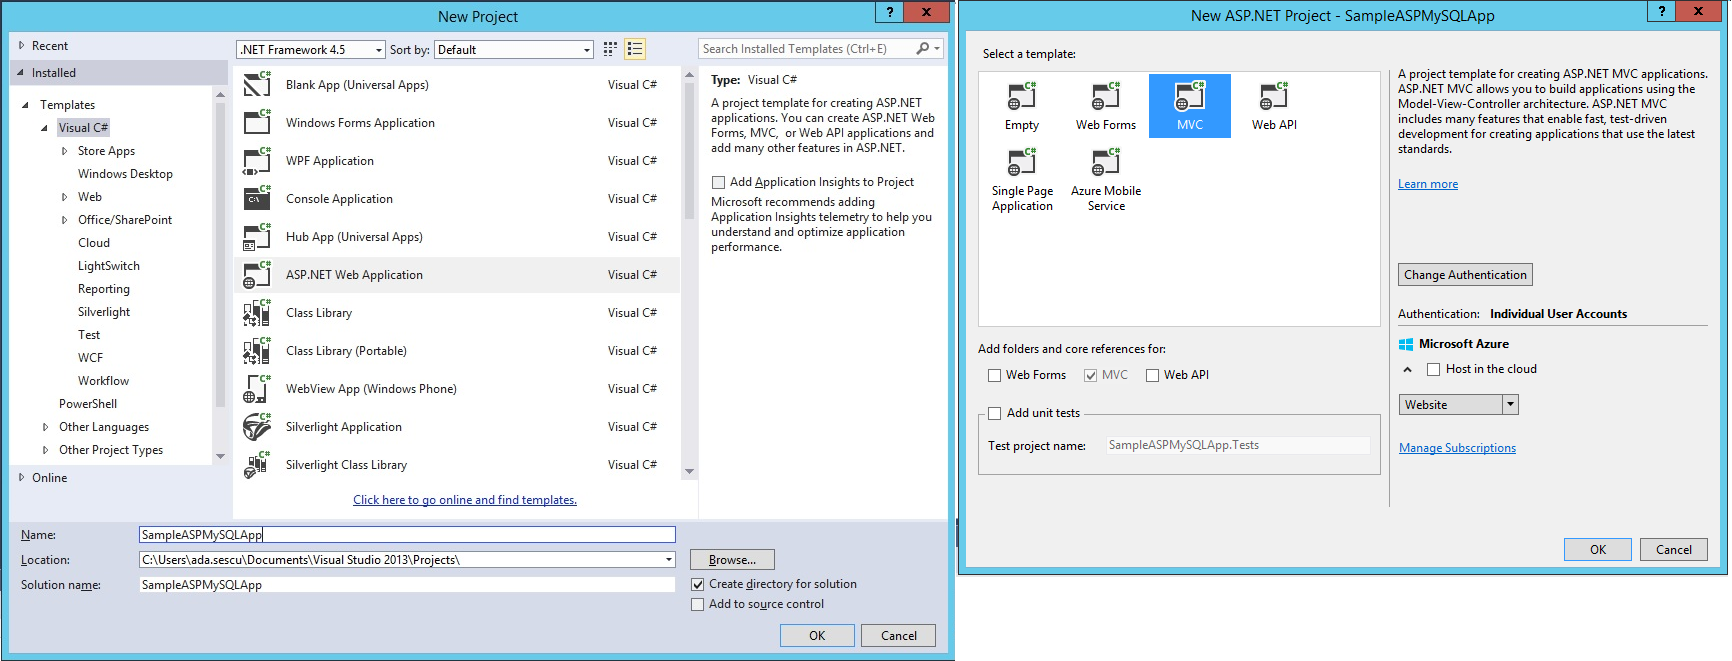 New Project
?
x
Recent
Installed
Templates
Visual C#
Store Apps
Windows Desktop
Web
Office/SharePoint
Cloud
LightSwitch
Reporting
Silverlight
Test
WCF
Workflow
PowerShell
Other Languages
Other Project Types
Online
.NET Framework 4.5
Sort by:
Default
Search Installed Templates (Ctrl+E)
Blank App (Universal Apps) Visual C#
Windows Forms Application Visual C#
WPF Application Visual C#
Console Application Visual C#
Hub App (Universal Apps) Visual C#
ASP.NET Web Application Visual C#
Class Library Visual C#
Class Library (Portable) Visual C#
WebView App (Windows Phone) Visual C#
Silverlight Application Visual C#
Silverlight Class Library Visual C#
Click here to go online and find templates.
Type: Visual C#
A project template for creating ASP.NET
applications. You can create ASP.NET Web
Forms, MVC, or Web API applications and
add many other features in ASP.NET.
Add Application Insights to Project
Microsoft recommends adding
Application Insights telemetry to help you
understand and optimize application
performance.
Name: SampleASPMySQLApp
Location: C:\Users\ada.sescu\Documents\Visual Studio 2013\Projects\
Browse...
Solution name: SampleASPMySQLApp
Create directory for solution
Add to source control
OK
Cancel
New ASP.NET Project - SampleASPMySQLApp
?
x
Select a template:
Empty
Web Forms
MVC
Web API
Single Page
Application
Azure Mobile
Service
Add folders and core references for:
Web Forms
MVC
Web API
Add unit tests
Test project name: SampleASPMySQLApp.Tests
A project template for creating ASP.NET MVC applications.
ASP.NET MVC allows you to build applications using the
Model-View-Controller architecture. ASP.NET MVC
includes many features that enable fast, test-driven
development for creating applications that use the latest
standards.
Learn more
Change Authentication
Authentication: Individual User Accounts
Microsoft Azure
Host in the cloud
Website
Manage Subscriptions
OK
Cancel